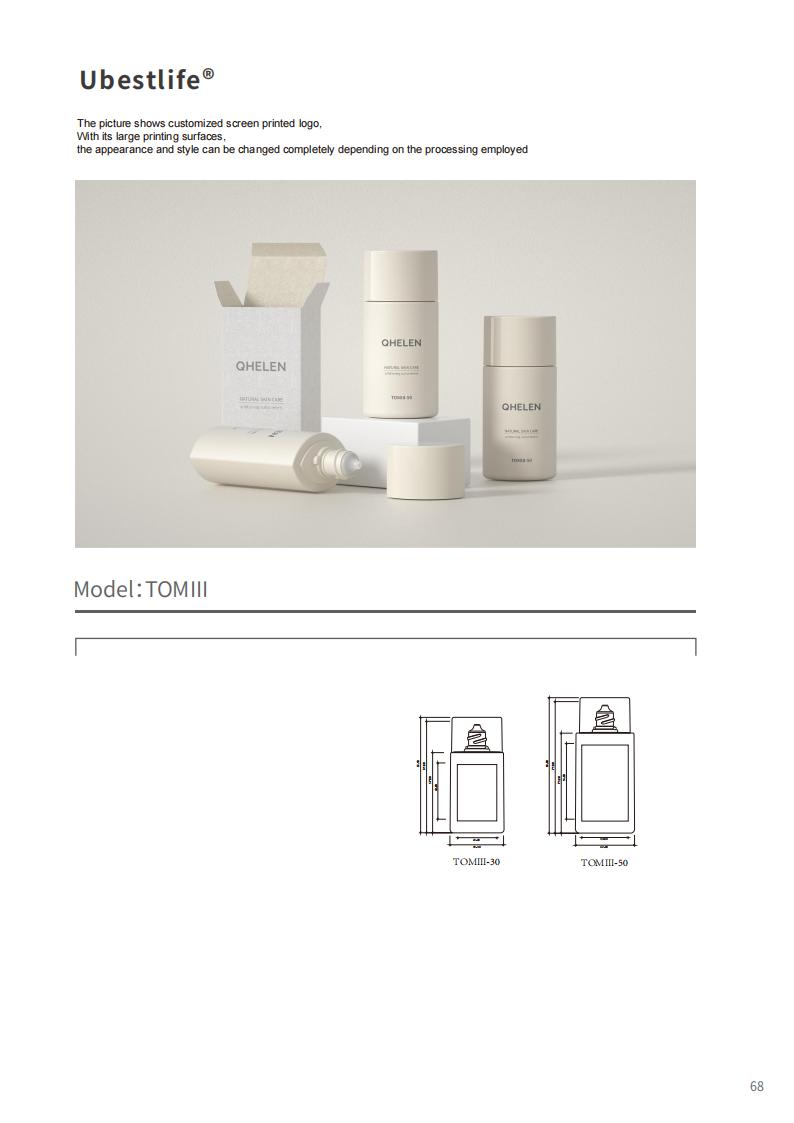 Ubestlife®
The picture shows customized screen printed logo,
With its large printing surfaces,
the appearance and style can be changed completely depending on the processing employed
QHELEN
NATURAL SKIN CARE
TOMIII-50
QHELEN
NATURAL SKIN CARE
QHELEN
NATURAL SKIN CARE
TOMIII-50
Model:TOMIII
TOMIII-30
TOMIII-50
68